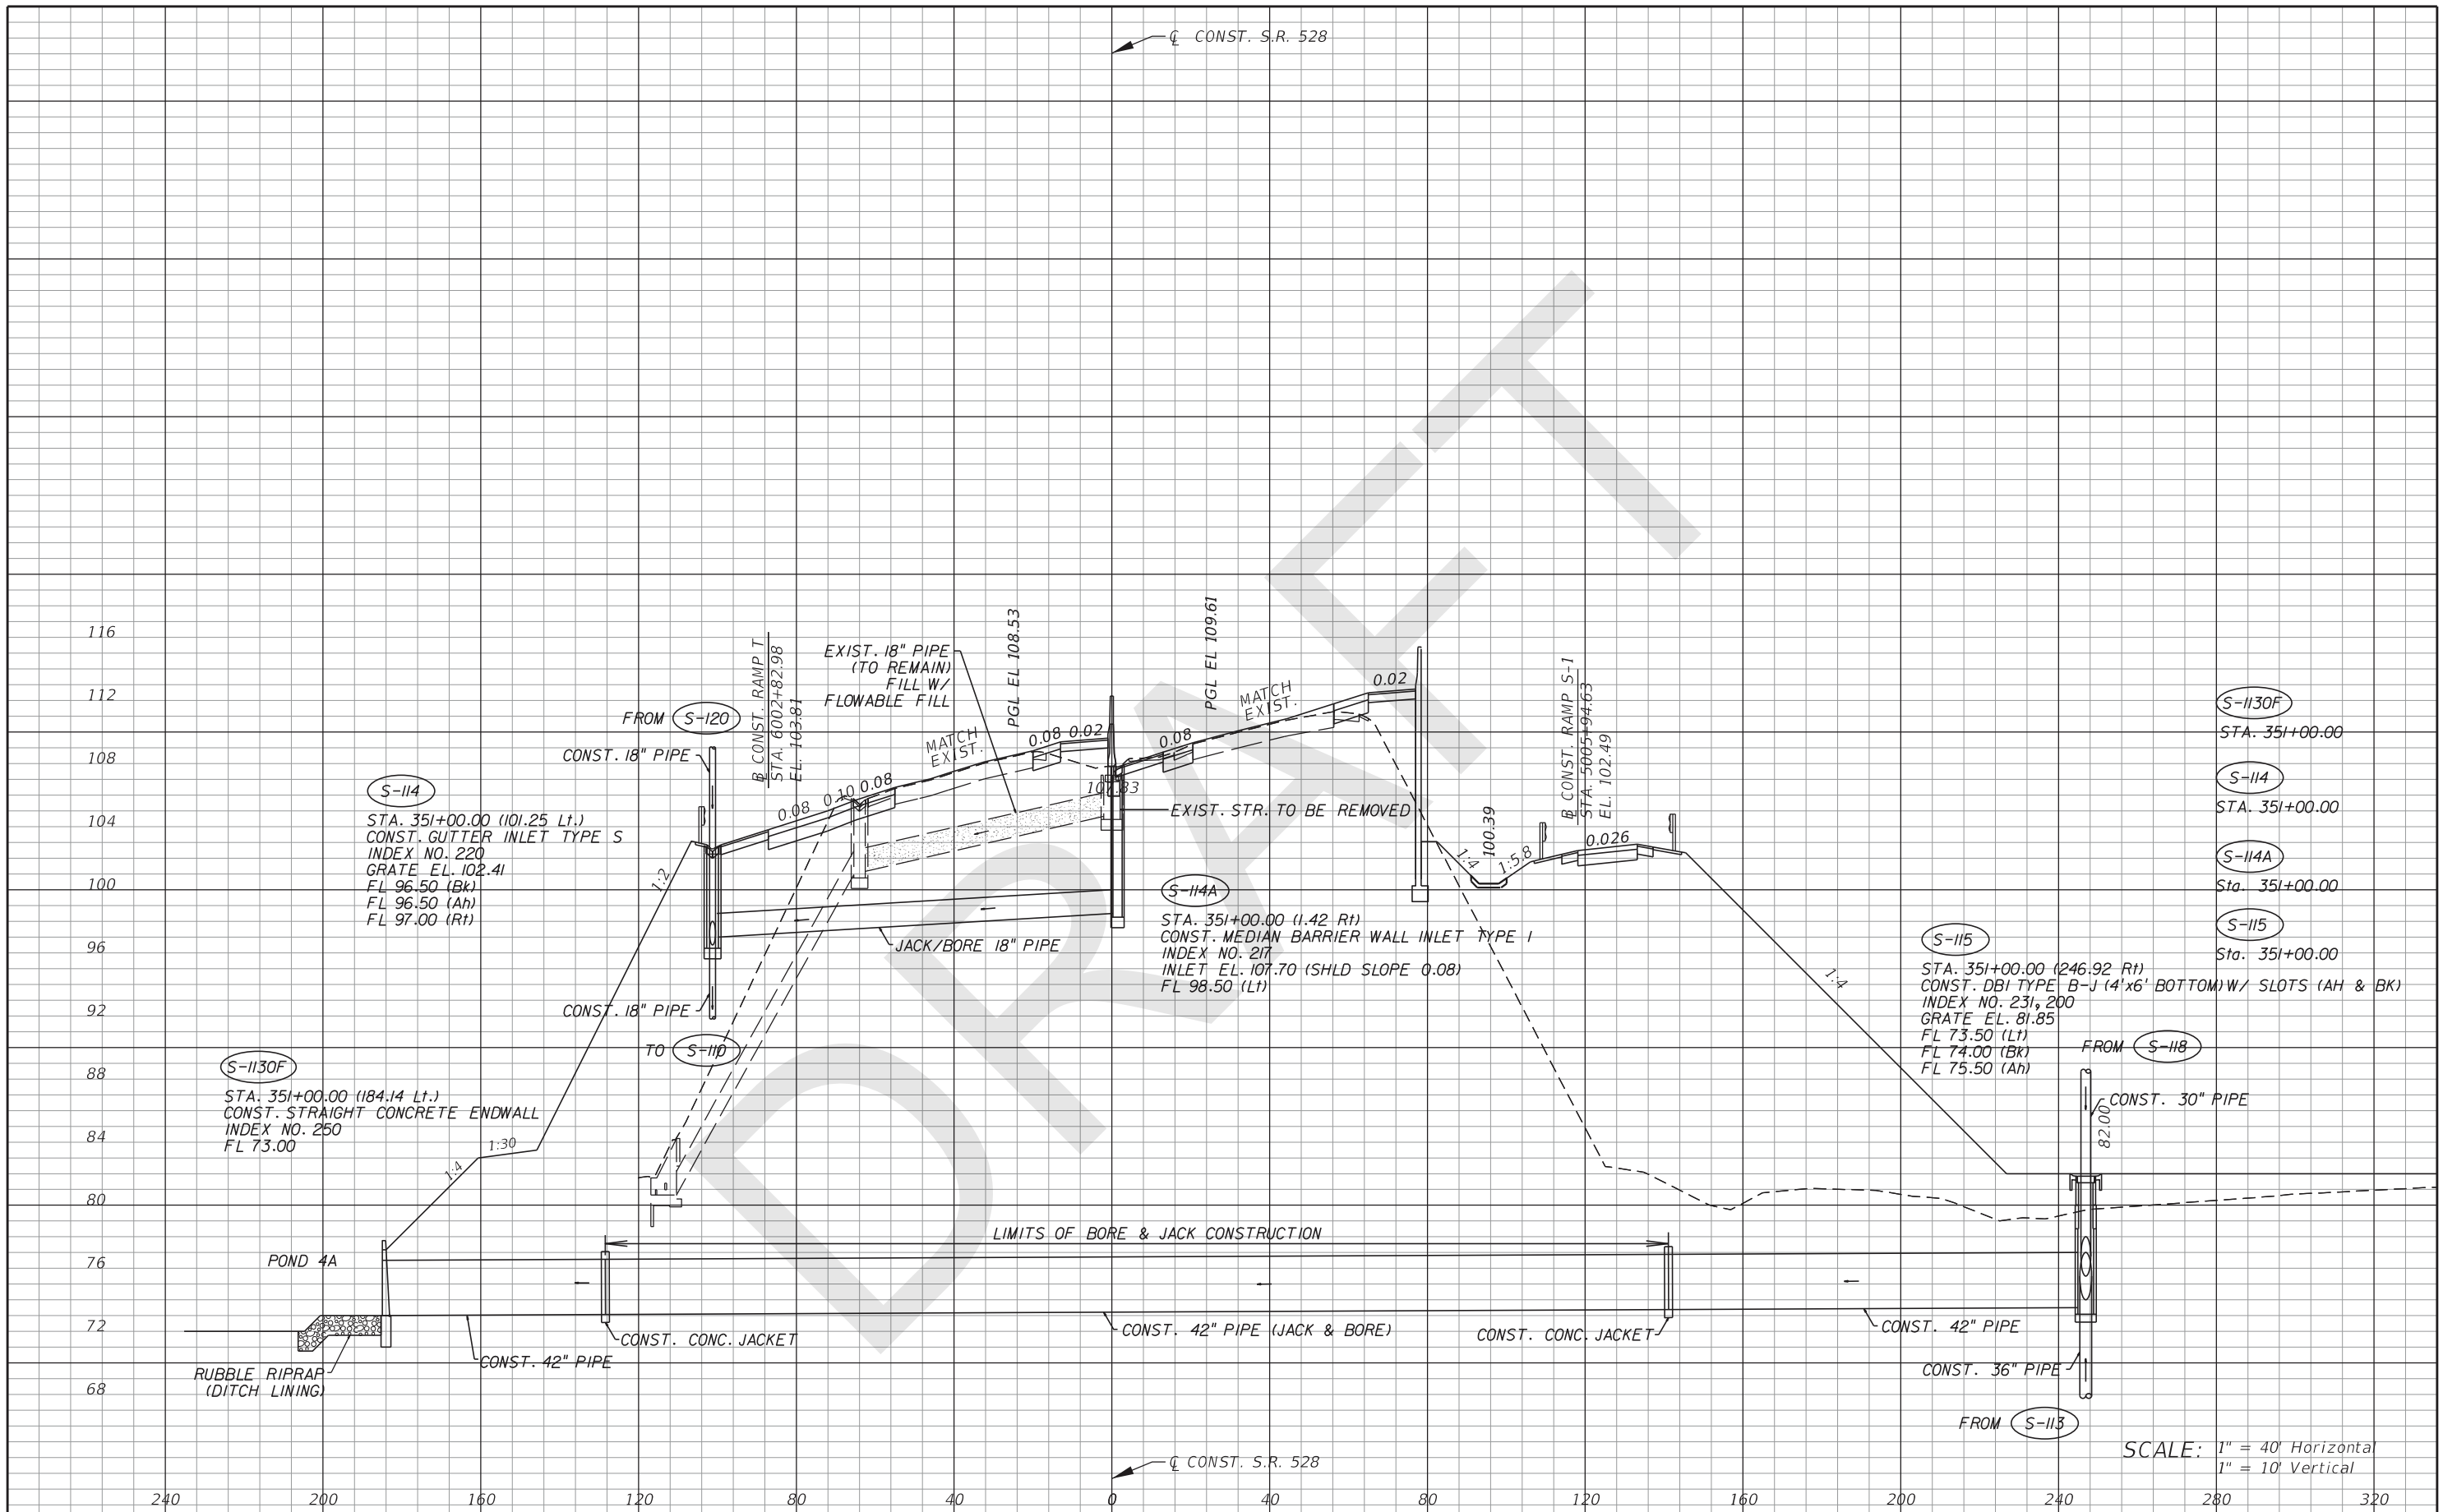 ℄ CONST. S.R. 528
116
112
108
104
100
96
92
88
84
80
76
72
68
FROM S-120
CONST. 18" PIPE
S-114
STA. 351+00.00 (101.25 Lt.)
CONST. GUTTER INLET TYPE S
INDEX NO. 220
GRATE EL. 102.41
FL 96.50 (Bk)
FL 96.50 (Ah)
FL 97.00 (Rt)
B CONST. RAMP T
STA. 6002+82.98
EL. 103.81
EXIST. 18" PIPE
(TO REMAIN)
FILL W/
FLOWABLE FILL
PGL EL 108.53
PGL EL 109.61
MATCH
EXIST.
0.08
0.10
0.08
0.08
0.02
107.83
0.08
MATCH
EXIST.
0.02
EXIST. STR. TO BE REMOVED
1:2
JACK/BORE 18" PIPE
CONST. 18" PIPE
TO S-110
S-114A
STA. 351+00.00 (1.42 Rt)
CONST. MEDIAN BARRIER WALL INLET TYPE 1
INDEX NO. 217
INLET EL. 107.70 (SHLD SLOPE 0.08)
FL 98.50 (Lt)
1:4
100.39
1:5.8
B CONST. RAMP S-1
STA. 5005+94.63
EL. 102.49
0.026
1:4
S-1130F
STA. 351+00.00
S-114
STA. 351+00.00
S-114A
Sta. 351+00.00
S-115
Sta. 351+00.00
S-115
STA. 351+00.00 (246.92 Rt)
CONST. DBI TYPE B-J (4'x6' BOTTOM) W/ SLOTS (AH & BK)
INDEX NO. 231, 200
GRATE EL. 81.85
FL 73.50 (Lt)
FL 74.00 (Bk)
FL 75.50 (Ah)
FROM S-118
CONST. 30" PIPE
82.00
S-1130F
STA. 351+00.00 (184.14 Lt.)
CONST. STRAIGHT CONCRETE ENDWALL
INDEX NO. 250
FL 73.00
1:4
1:30
POND 4A
LIMITS OF BORE & JACK CONSTRUCTION
RUBBLE RIPRAP
(DITCH LINING)
CONST. 42" PIPE
CONST. CONC. JACKET
CONST. 42" PIPE (JACK & BORE)
CONST. CONC. JACKET
CONST. 42" PIPE
CONST. 36" PIPE
FROM S-113
℄ CONST. S.R. 528
SCALE: 1" = 40' Horizontal
1" = 10' Vertical
240 200 160 120 80 40 0 40 80 120 160 200 240 280 320
DRAFT